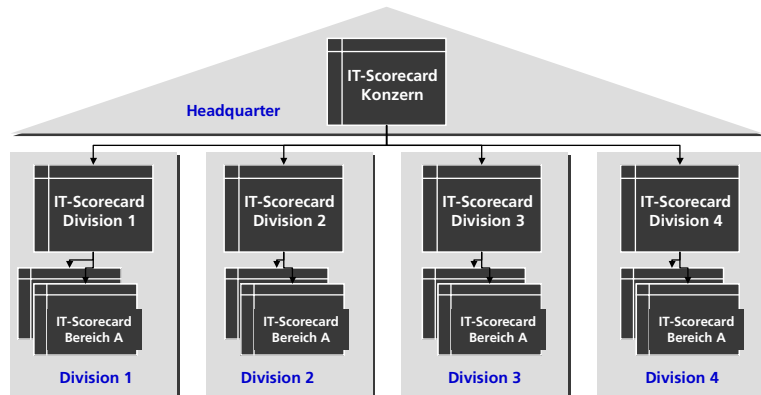 IT-Scorecard
Konzern
Headquarter
IT-Scorecard
Division 1
IT-Scorecard
Division 2
IT-Scorecard
Division 3
IT-Scorecard
Division 4
IT-Scorecard
Bereich A
IT-Scorecard
Bereich A
IT-Scorecard
Bereich A
IT-Scorecard
Bereich A
Division 1
Division 2
Division 3
Division 4